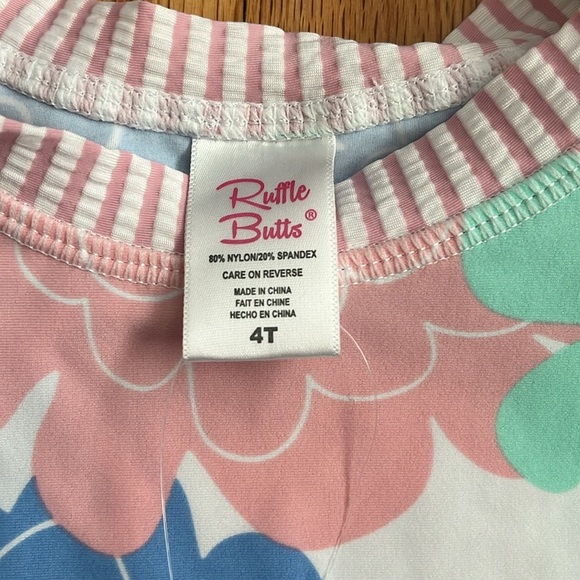 Ruffle
Butts®
80% NYLON/20% SPANDEX
CARE ON REVERSE
MADE IN CHINA
FAIT EN CHINE
HECHO EN CHINA
4T